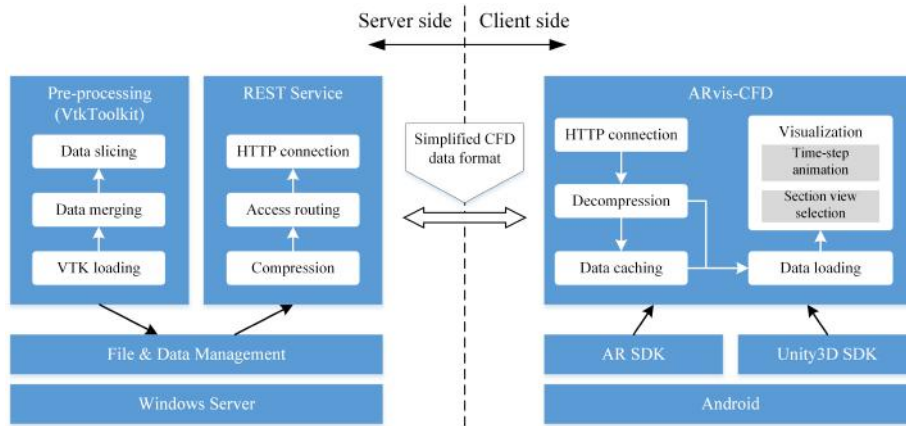 Server side
Client side
Pre-processing
(VtkToolkit)
Data slicing
Data merging
VTK loading
REST Service
HTTP connection
Access routing
Compression
File & Data Management
Windows Server
Simplified CFD
data format
ARvis-CFD
HTTP connection
Decompression
Data caching
Visualization
Time-step
animation
Section view
selection
Data loading
AR SDK
Unity3D SDK
Android